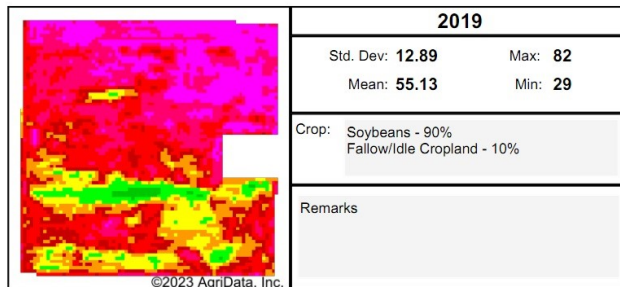 2019
Std. Dev: 12.89 Max: 82
Mean: 55.13 Min: 29
Crop: Soybeans - 90%
Fallow/Idle Cropland - 10%
Remarks
©2023 AgriData, Inc.